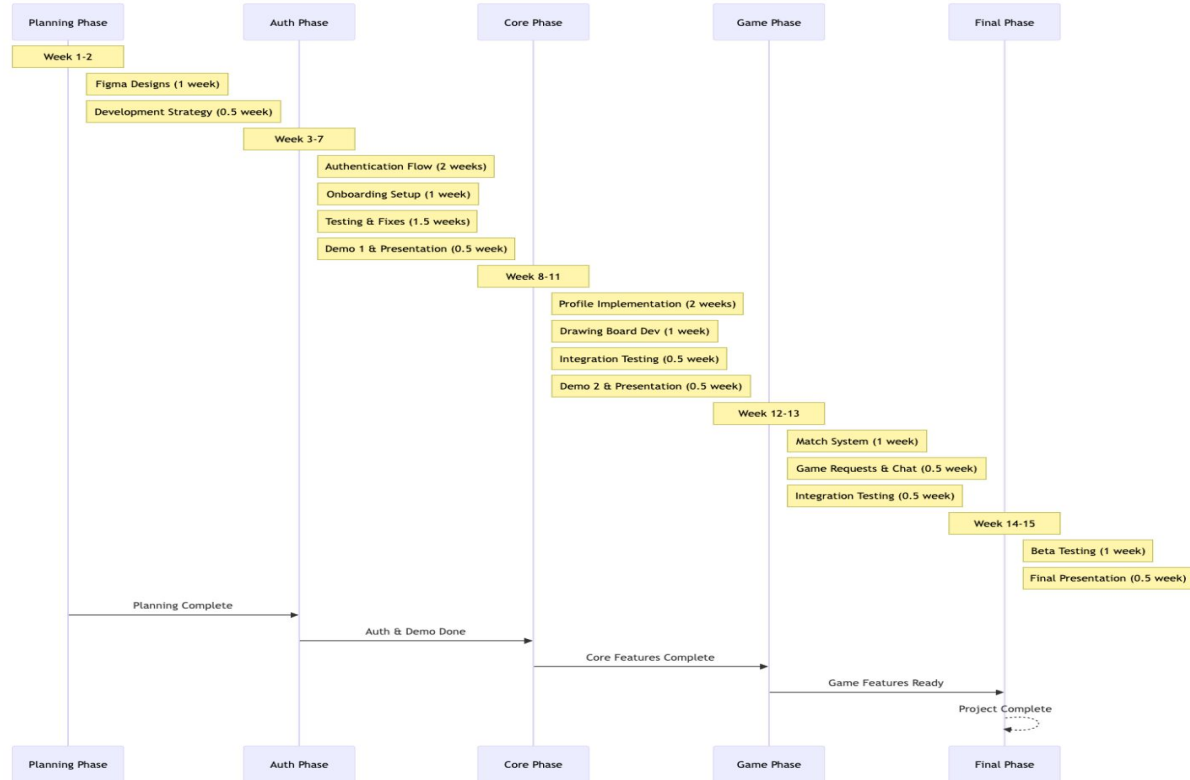 Planning Phase
Auth Phase
Core Phase
Game Phase
Final Phase
Week 1-2
Figma Designs (1 week)
Development Strategy (0.5 week)
Week 3-7
Authentication Flow (2 weeks)
Onboarding Setup (1 week)
Testing & Fixes (1.5 weeks)
Demo 1 & Presentation (0.5 week)
Week 8-11
Profile Implementation (2 weeks)
Drawing Board Dev (1 week)
Integration Testing (0.5 week)
Demo 2 & Presentation (0.5 week)
Week 12-13
Match System (1 week)
Game Requests & Chat (0.5 week)
Integration Testing (0.5 week)
Week 14-15
Beta Testing (1 week)
Final Presentation (0.5 week)
Planning Complete
Auth & Demo Done
Core Features Complete
Game Features Ready
Project Complete
Planning Phase
Auth Phase
Core Phase
Game Phase
Final Phase